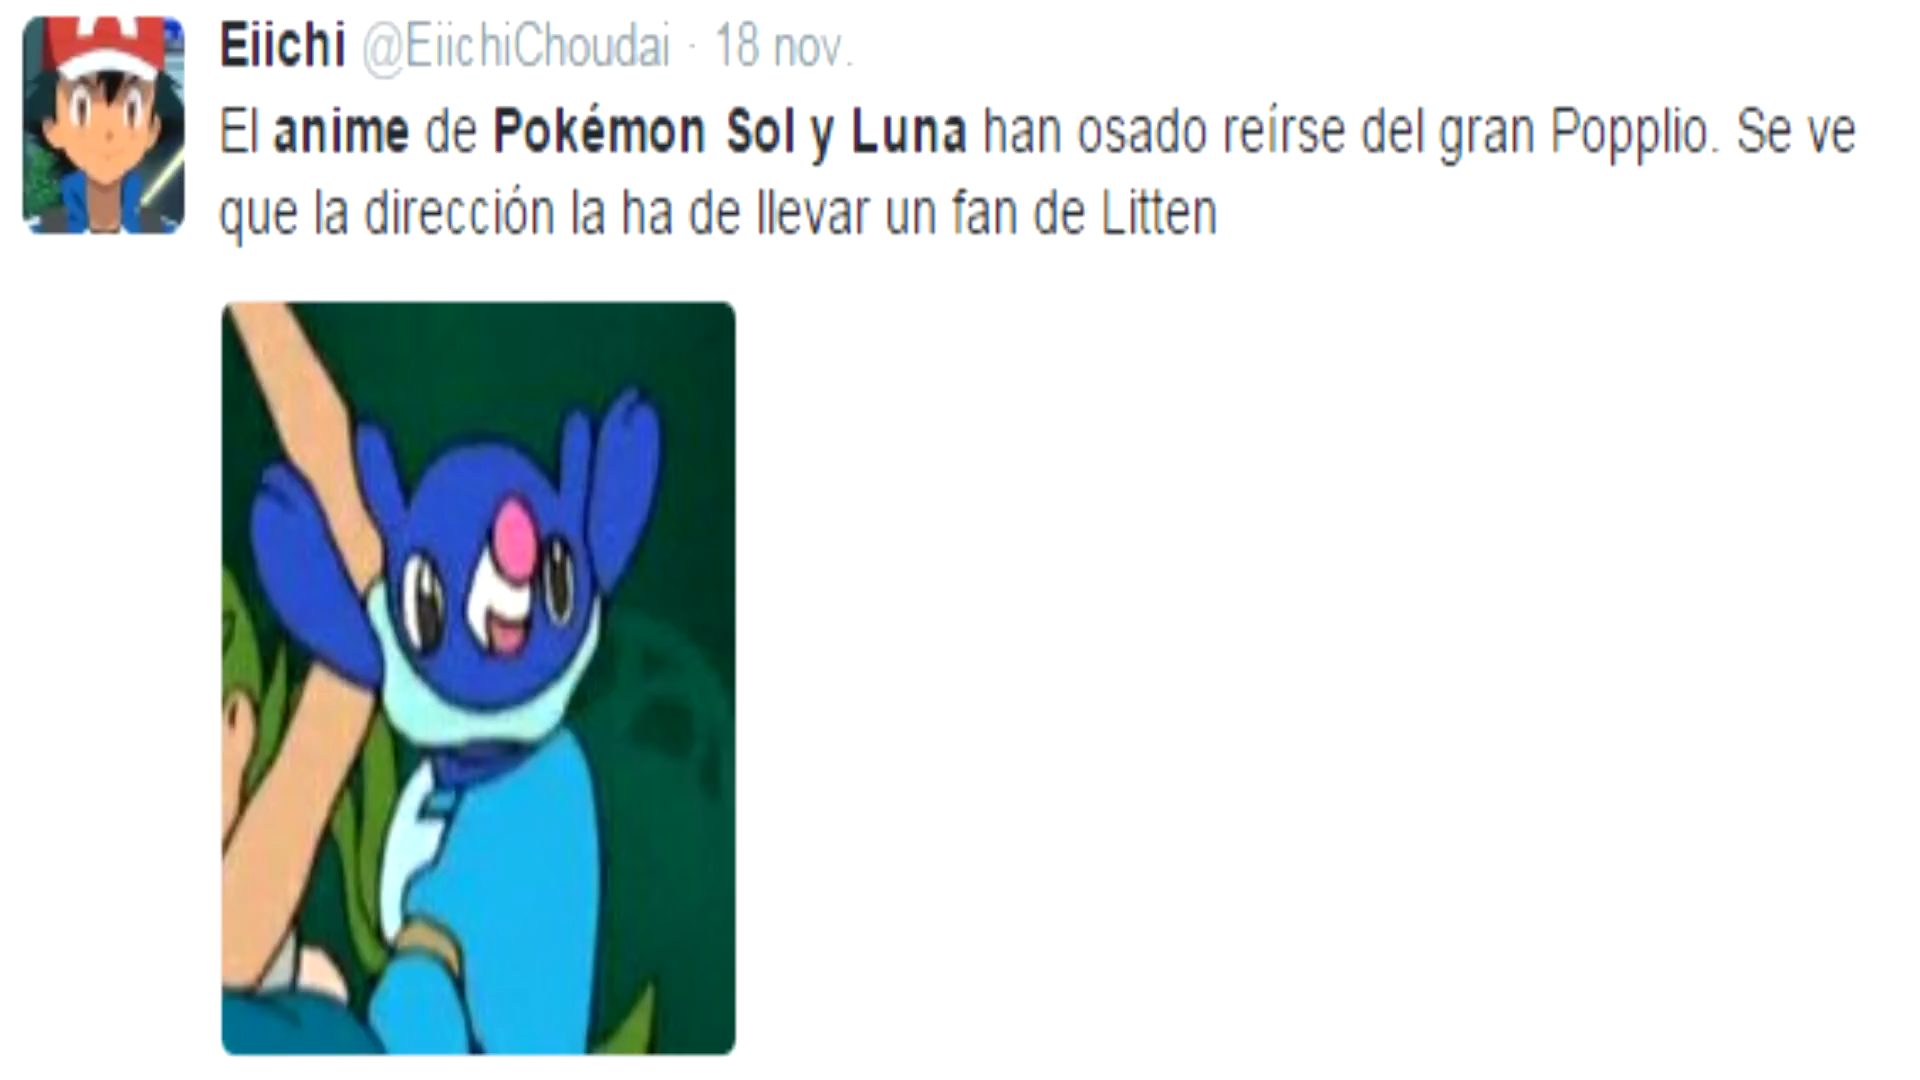 Eiichi @EiichiChoudai · 18 nov.
El anime de Pokémon Sol y Luna han osado reírse del gran Popplio. Se ve
que la dirección la ha de llevar un fan de Litten